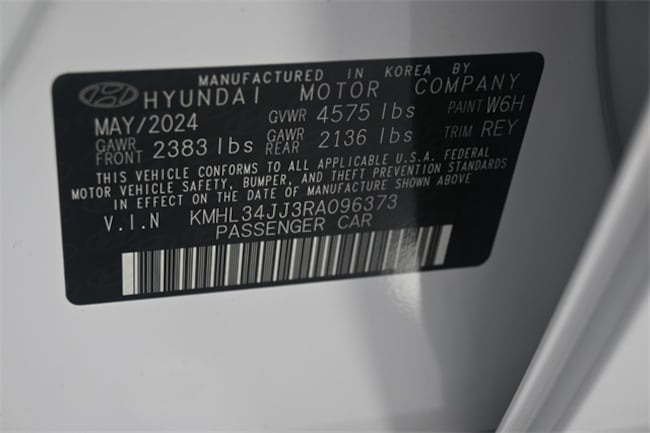 MANUFACTURED IN KOREA BY
HYUNDAI MOTOR COMPANY
MAY/2024 GVWR 4575 lbs PAINT W6H
GAWR FRONT 2383 lbs GAWR REAR 2136 lbs TRIM REY
THIS VEHICLE CONFORMS TO ALL APPLICABLE U.S.A. FEDERAL
MOTOR VEHICLE SAFETY, BUMPER, AND THEFT PREVENTION STANDARDS
IN EFFECT ON THE DATE OF MANUFACTURE SHOWN ABOVE
V.I.N KMHL34JJ3RA096373
PASSENGER CAR